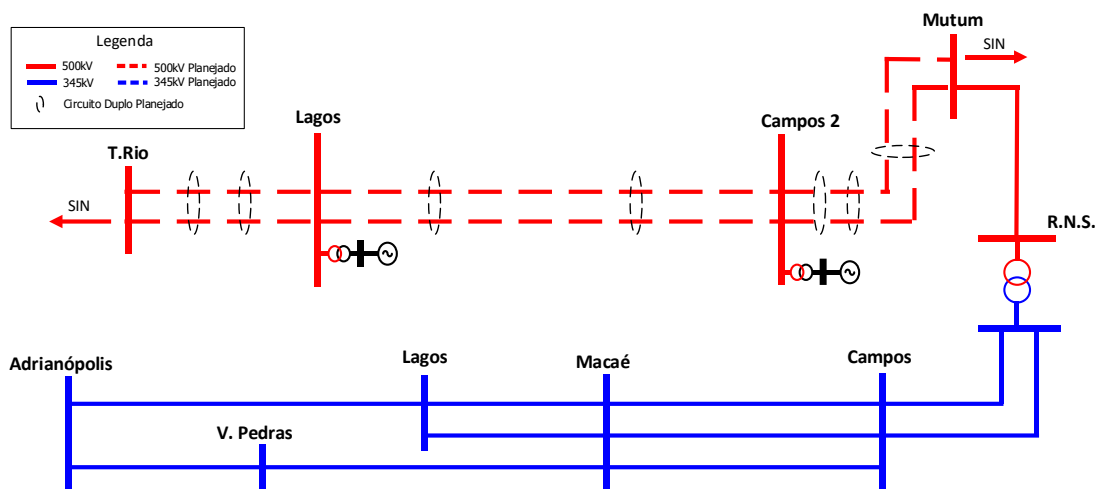 Legenda
500kV
500kV Planejado
345kV
345kV Planejado
Circuito Duplo Planejado
Mutum
SIN
Lagos
Campos 2
T.Rio
SIN
R.N.S.
Adrianópolis
Lagos
Macaé
Campos
V. Pedras